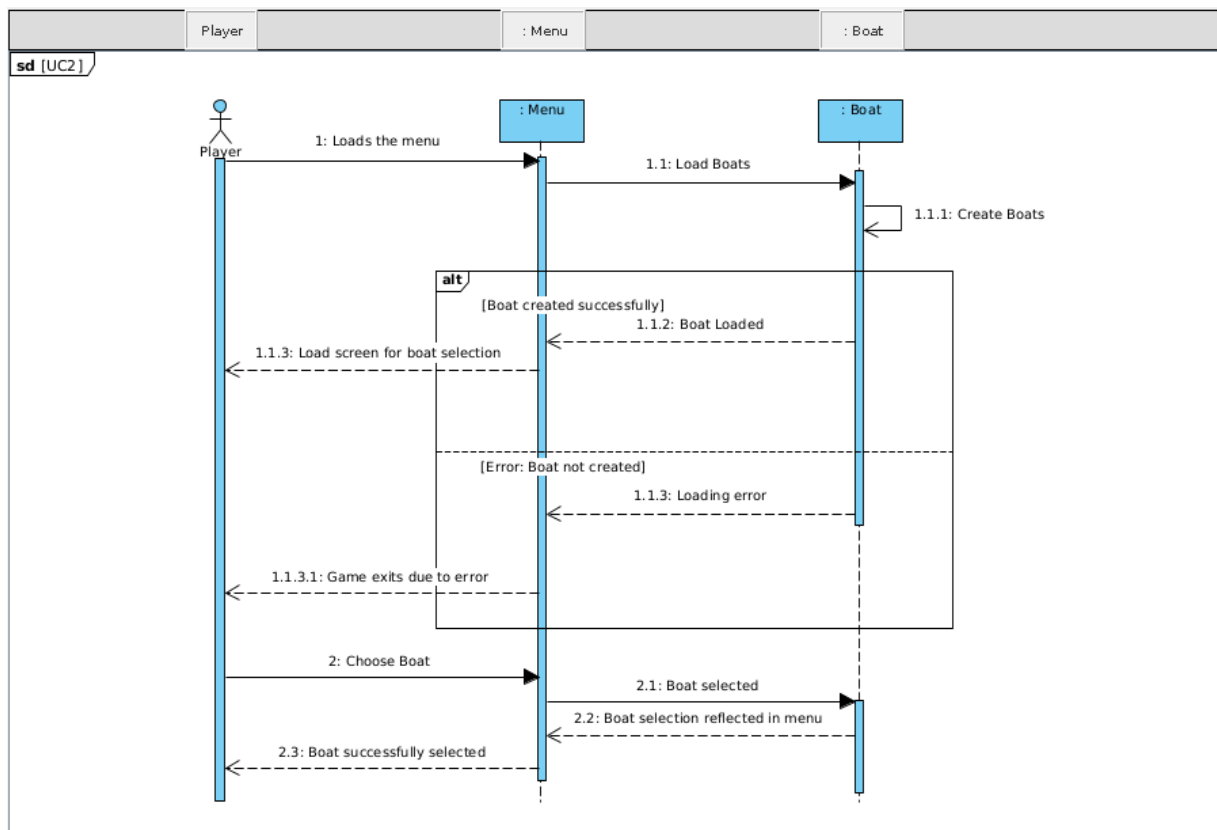 Player
: Menu
: Boat
sd [UC2]
: Menu
: Boat
Player
1: Loads the menu
1.1: Load Boats
1.1.1: Create Boats
alt
[Boat created successfully]
1.1.2: Boat Loaded
1.1.3: Load screen for boat selection
[Error: Boat not created]
1.1.3: Loading error
1.1.3.1: Game exits due to error
2: Choose Boat
2.1: Boat selected
2.2: Boat selection reflected in menu
2.3: Boat successfully selected